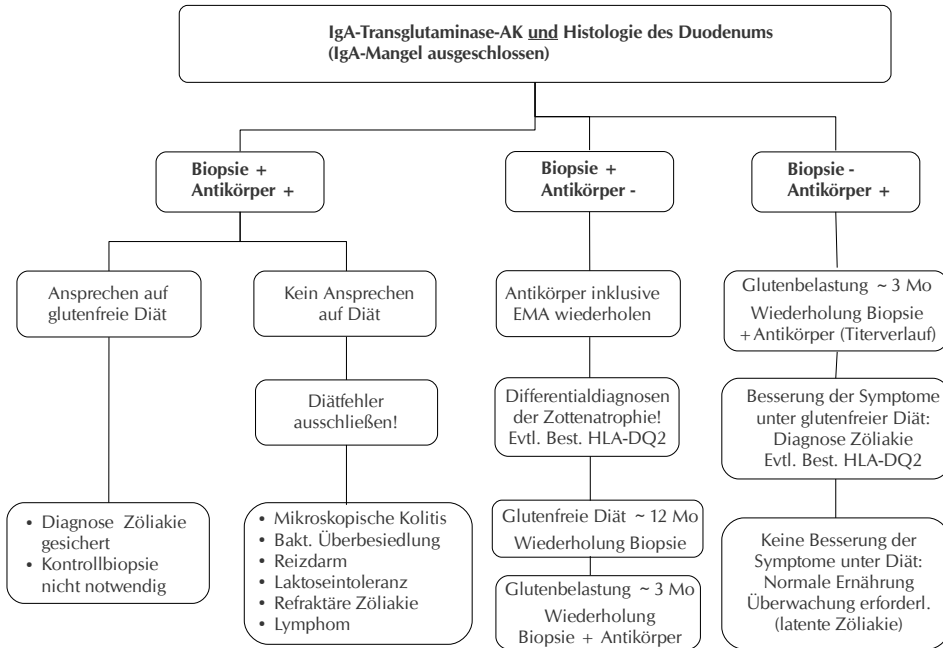 IgA-Transglutaminase-AK und Histologie des Duodenums
(IgA-Mangel ausgeschlossen)
Biopsie +
Antikörper +
Biopsie +
Antikörper -
Biopsie -
Antikörper +
Ansprechen auf
glutenfreie Diät
Kein Ansprechen
auf Diät
Antikörper inklusive
EMA wiederholen
Glutenbelastung ~ 3 Mo
Wiederholung Biopsie
+Antikörper (Titerverlauf)
Diätfehler
ausschließen!
Differentialdiagnosen
der Zottenatrophie!
Evtl. Best. HLA-DQ2
Besserung der Symptome
unter glutenfreier Diät:
Diagnose Zöliakie
Evtl. Best. HLA-DQ2
• Diagnose Zöliakie
gesichert
• Kontrollbiopsie
nicht notwendig
• Mikroskopische Kolitis
• Bakt. Überbesiedlung
• Reizdarm
• Laktoseintoleranz
• Refraktäre Zöliakie
• Lymphom
Glutenfreie Diät ~ 12 Mo
Wiederholung Biopsie
Glutenbelastung ~ 3 Mo
Wiederholung
Biopsie + Antikörper
Keine Besserung der
Symptome unter Diät:
Normale Ernährung
Überwachung erforderl.
(latente Zöliakie)